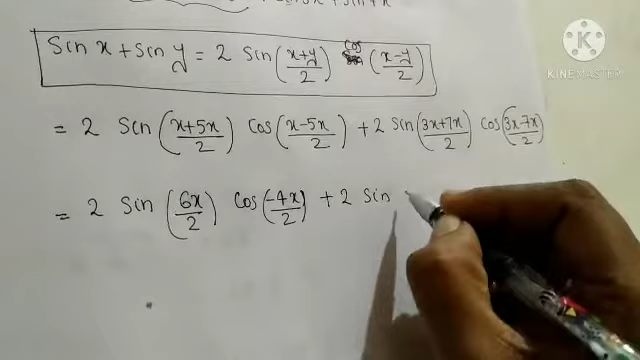 KINEMASTER
Sin x + Sin y = 2 Sin(x+y/2) cos(x-y/2)
= 2 Sin(x+5x/2) Cos(x-5x/2) + 2 Sin(3x+7x/2) Cos(3x-7x/2)
= 2 Sin(6x/2) Cos(-4x/2) + 2 Sin